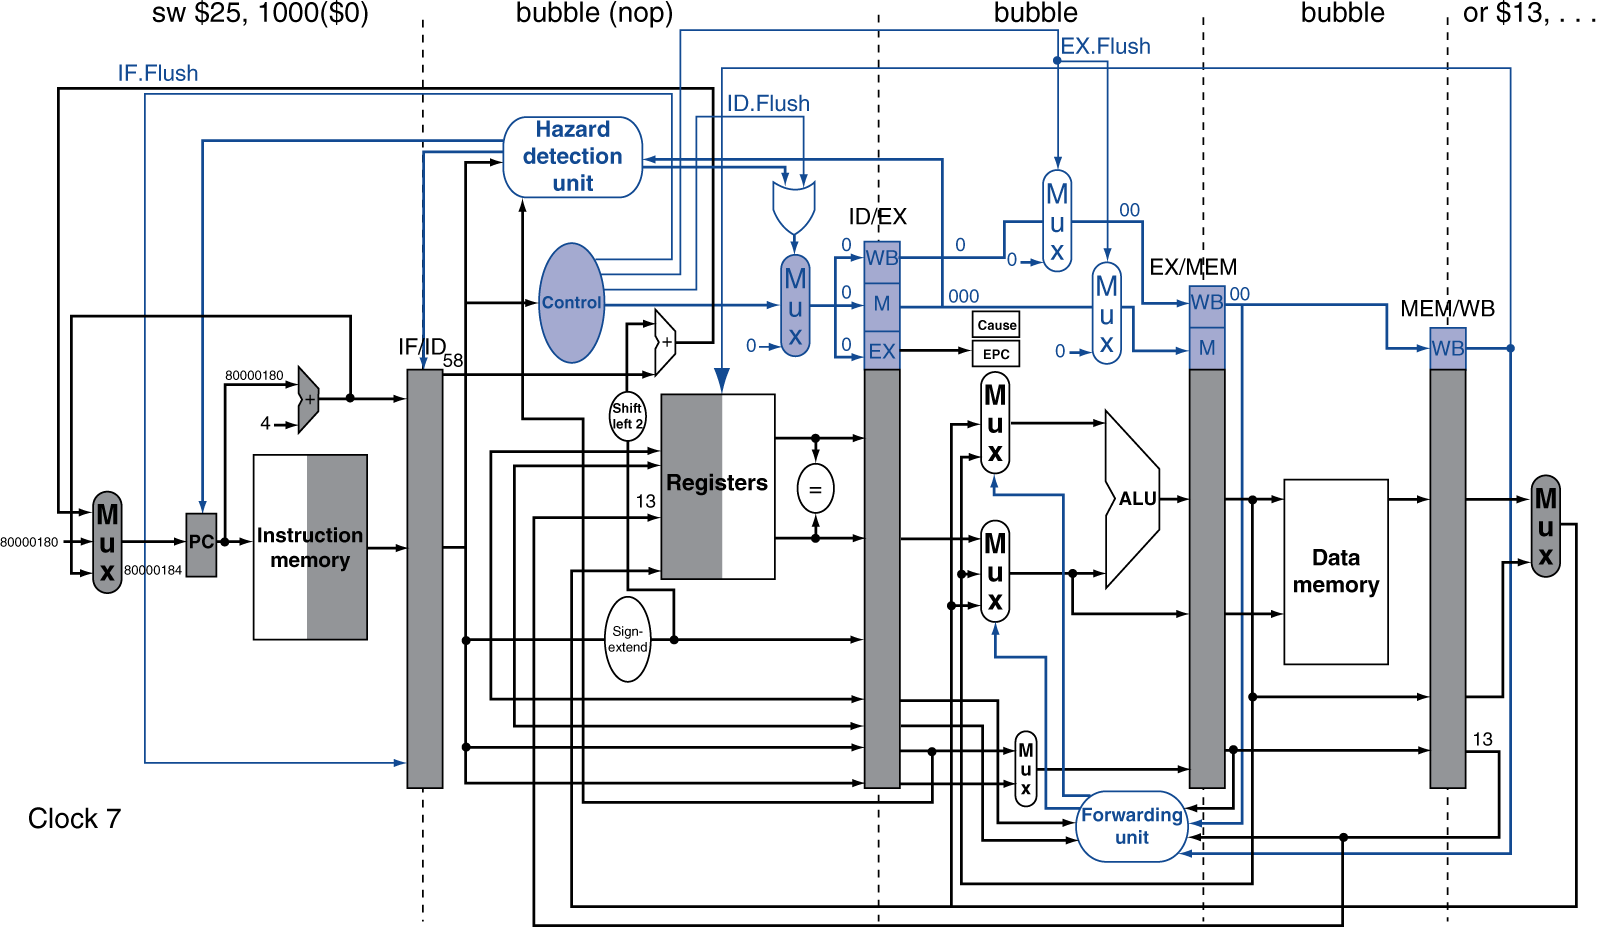 sw $25, 1000($0)
bubble (nop)
bubble
bubble
or $13, . . .
EX.Flush
IF.Flush
ID.Flush
Hazard
detection
unit
M
u
x
0
00
ID/EX
0
WB
0
EX/MEM
Control
M
u
x
0
0
M
000
M
u
x
0
WB
00
MEM/WB
Cause
EPC
0
EX
M
WB
IF/ID
58
+
80000180
4
+
Shift
left 2
M
u
x
Registers
13
=
ALU
M
u
x
80000180
80000184
PC
Instruction
memory
M
u
x
Data
memory
M
u
x
Sign-
extend
M
u
x
13
Forwarding
unit
Clock 7